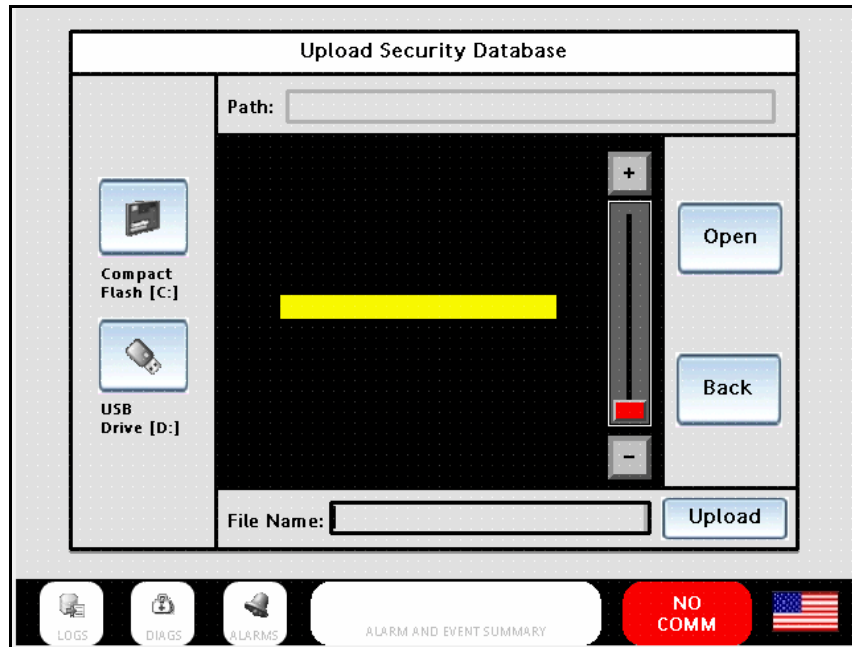 Upload Security Database
Path:
+
Open
Compact
Flash [C:]
Back
USB
Drive [D:]
-
File Name:
Upload
LOGS
DIAGS
ALARMS
ALARM AND EVENT SUMMARY
NO
COMM